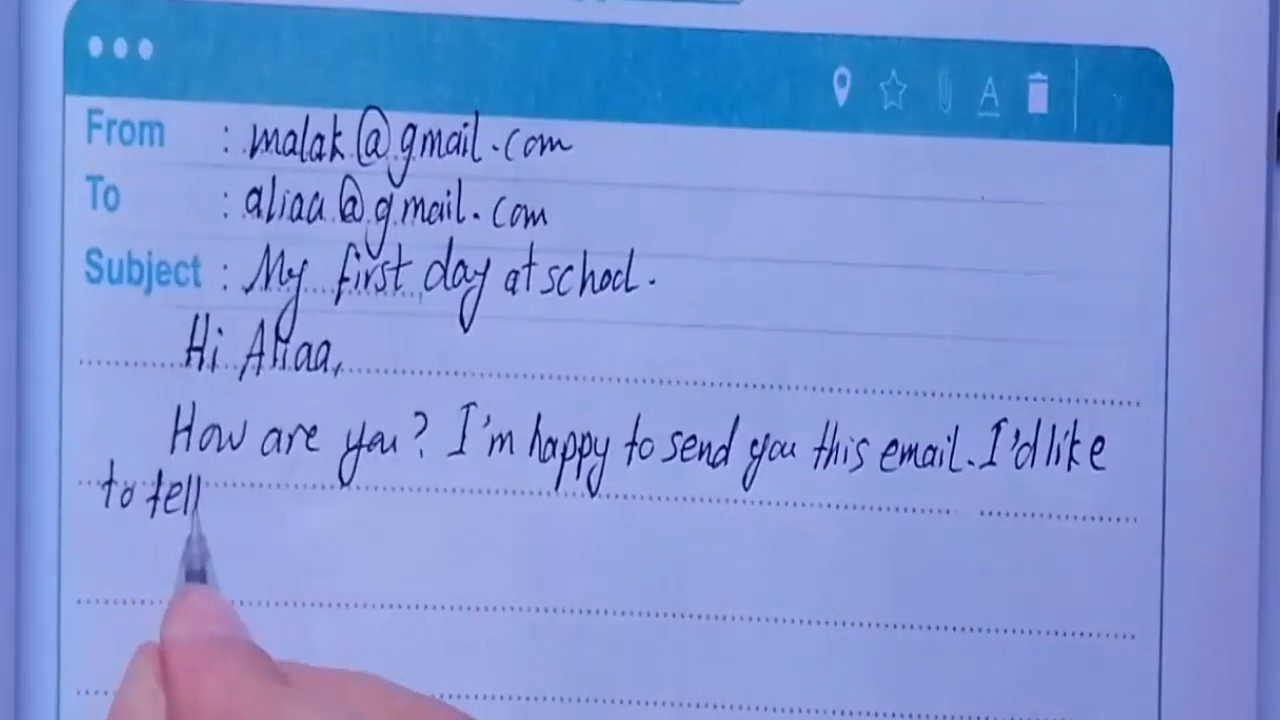 From : malak@gmail.com
To : aliaa@gmail.com
Subject : My first day at school.
Hi Aliaa,
How are you? I'm happy to send you this email. I'd like
to tell